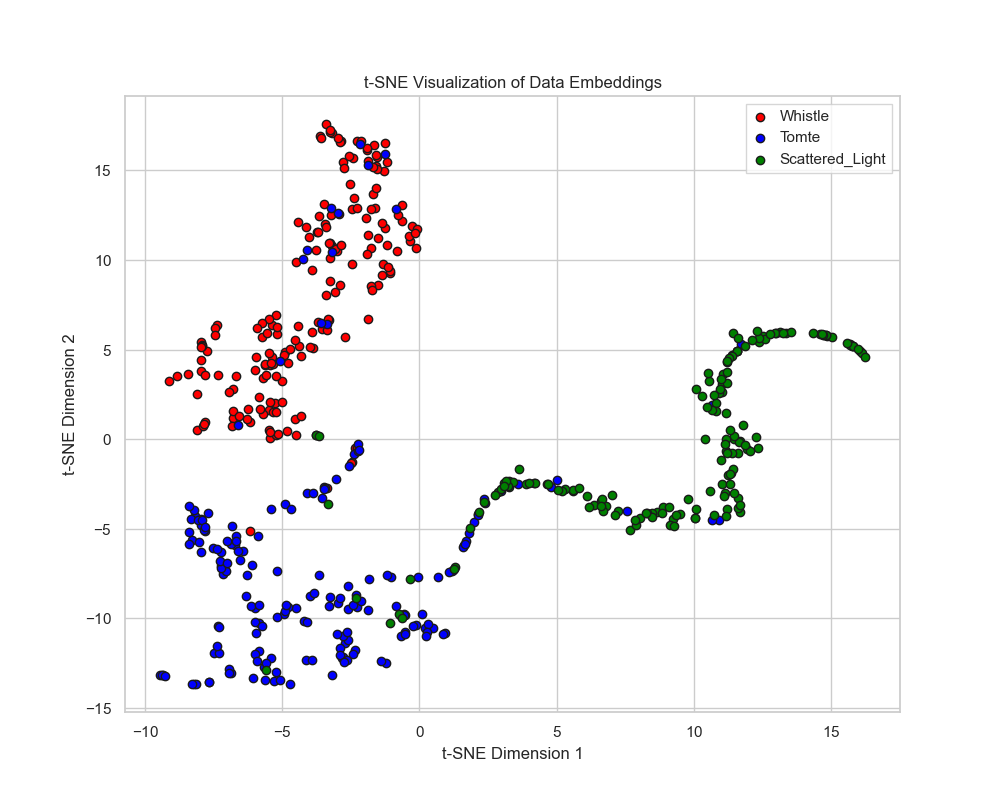 t-SNE Visualization of Data Embeddings
Whistle
Tomte
Scattered_Light
15
10
5
0
−5
−10
−15
t-SNE Dimension 2
−10 −5 0 5 10 15
t-SNE Dimension 1